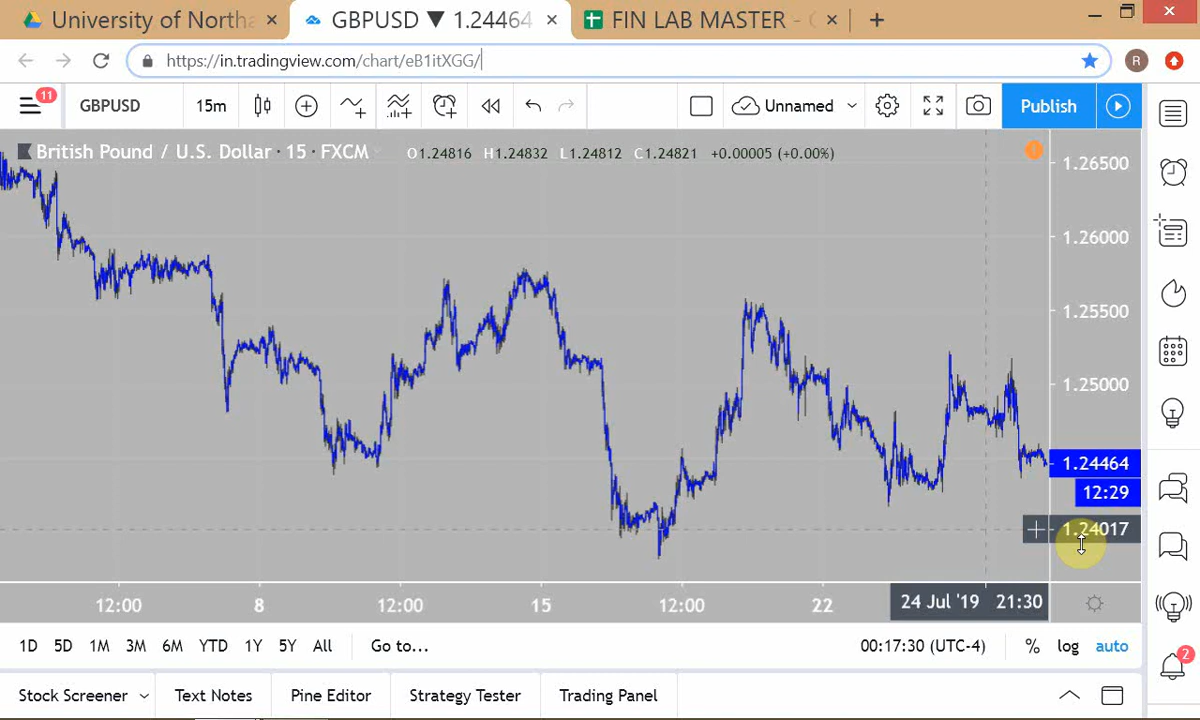 University of North
GBPUSD ▼ 1.24464
FIN LAB MASTER -
https://in.tradingview.com/chart/eB1itXGG/
R
11
GBPUSD 15m Unnamed Publish
British Pound / U.S. Dollar · 15 · FXCM O1.24816 H1.24832 L1.24812 C1.24821 +0.00005 (+0.00%)
1.26500
1.26000
1.25500
1.25000
1.24464
12:29
1.24017
12:00 8 12:00 15 12:00 22 24 Jul '19 21:30
1D 5D 1M 3M 6M YTD 1Y 5Y All Go to... 00:17:30 (UTC-4) % log auto
2
Stock Screener Text Notes Pine Editor Strategy Tester Trading Panel